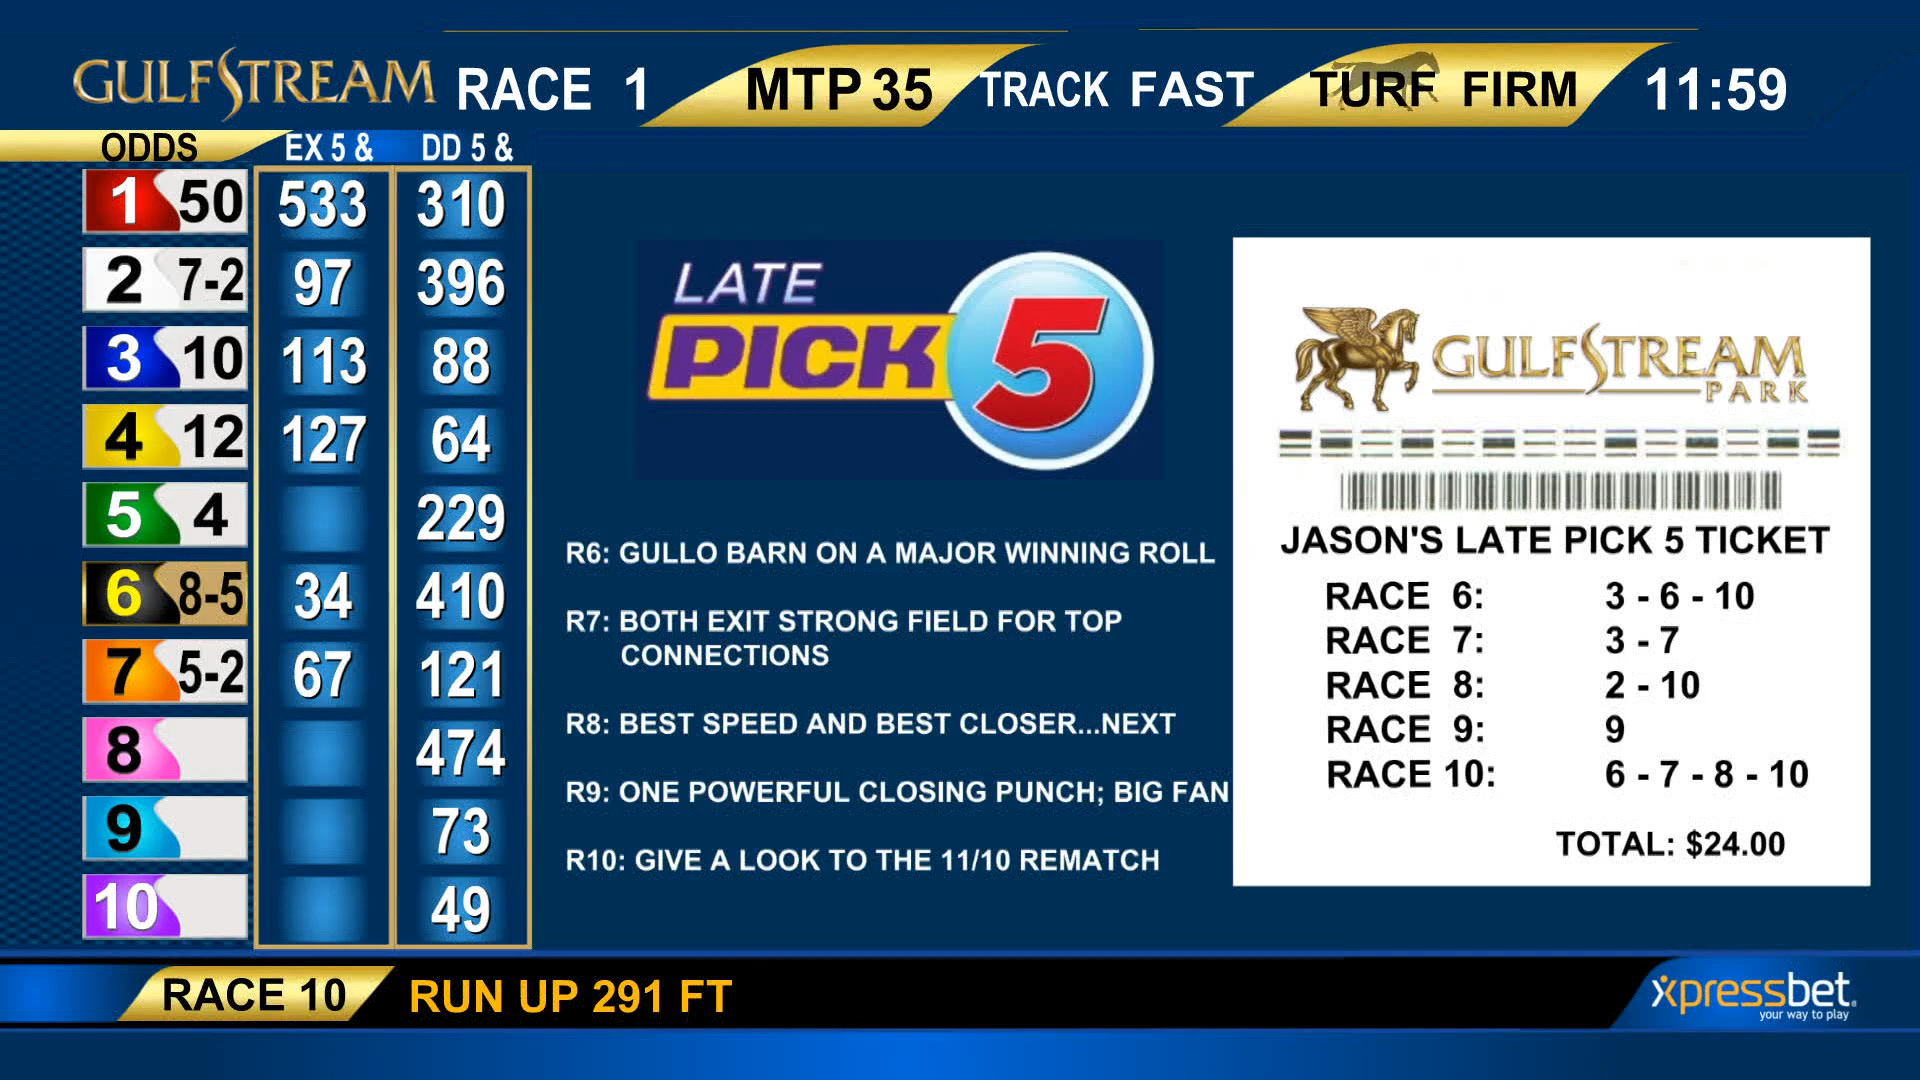 GULFSTREAM RACE 1 MTP 35 TRACK FAST TURF FIRM 11:59
ODDS EX 5 & DD 5 &
1 50 533 310
2 7-2 97 396
3 10 113 88
4 12 127 64
5 4 229
6 8-5 34 410
7 5-2 67 121
8 474
9 73
10 49
LATE
PICK 5
R6: GULLO BARN ON A MAJOR WINNING ROLL
R7: BOTH EXIT STRONG FIELD FOR TOP
CONNECTIONS
R8: BEST SPEED AND BEST CLOSER...NEXT
R9: ONE POWERFUL CLOSING PUNCH; BIG FAN
R10: GIVE A LOOK TO THE 11/10 REMATCH
GULFSTREAM
PARK
JASON'S LATE PICK 5 TICKET
RACE 6: 3 - 6 - 10
RACE 7: 3 - 7
RACE 8: 2 - 10
RACE 9: 9
RACE 10: 6 - 7 - 8 - 10
TOTAL: $24.00
RACE 10 RUN UP 291 FT
xpressbet.
your way to play